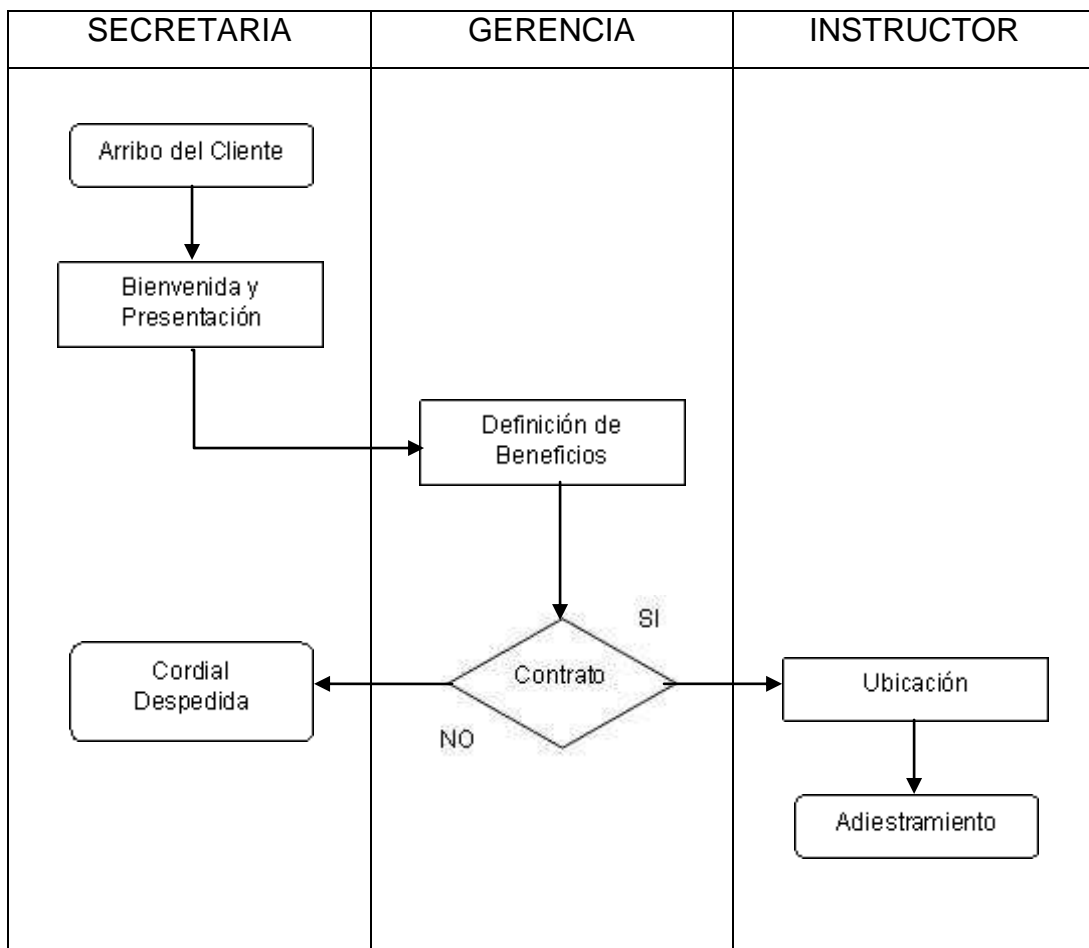 SECRETARIA
GERENCIA
INSTRUCTOR
Arribo del Cliente
Bienvenida y
Presentación
Definición de
Beneficios
SI
Contrato
NO
Cordial
Despedida
Ubicación
Adiestramiento